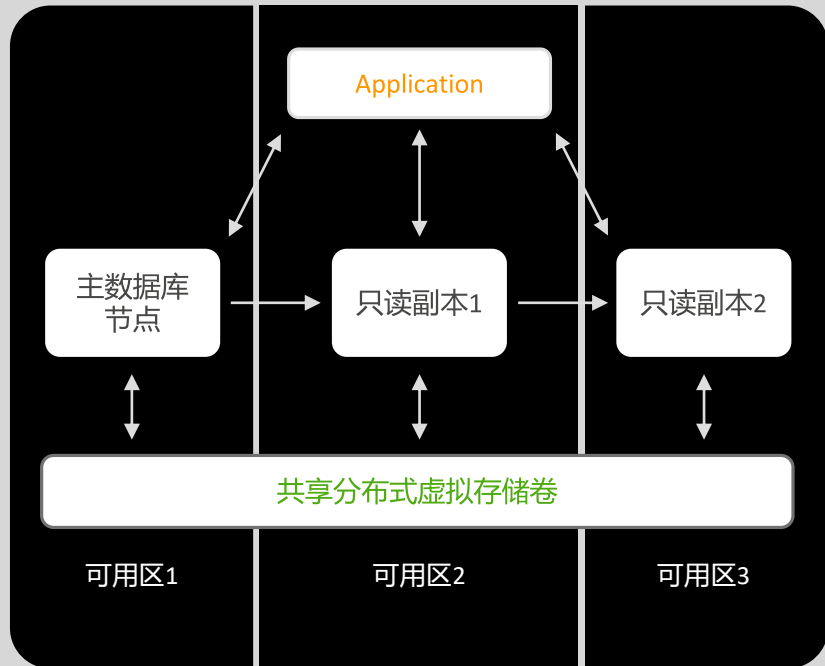 Application
主数据库
节点
只读副本1
只读副本2
共享分布式虚拟存储卷
可用区1
可用区2
可用区3